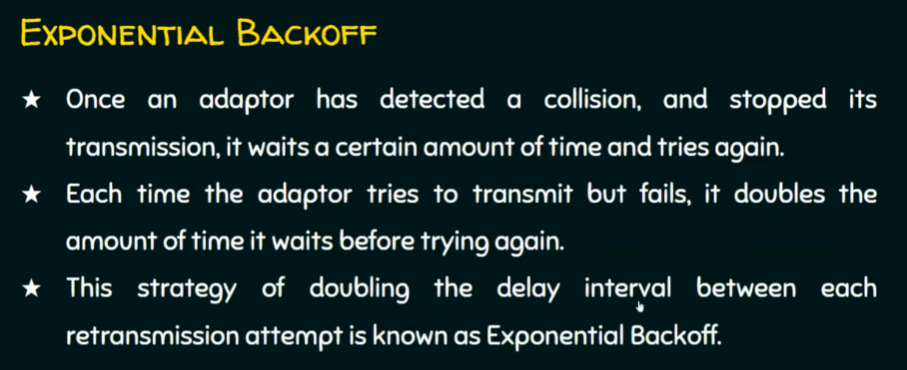 EXPONENTIAL BACKOFF
★ Once an adaptor has detected a collision, and stopped its
transmission, it waits a certain amount of time and tries again.
★ Each time the adaptor tries to transmit but fails, it doubles the
amount of time it waits before trying again.
★ This strategy of doubling the delay interval between each
retransmission attempt is known as Exponential Backoff.